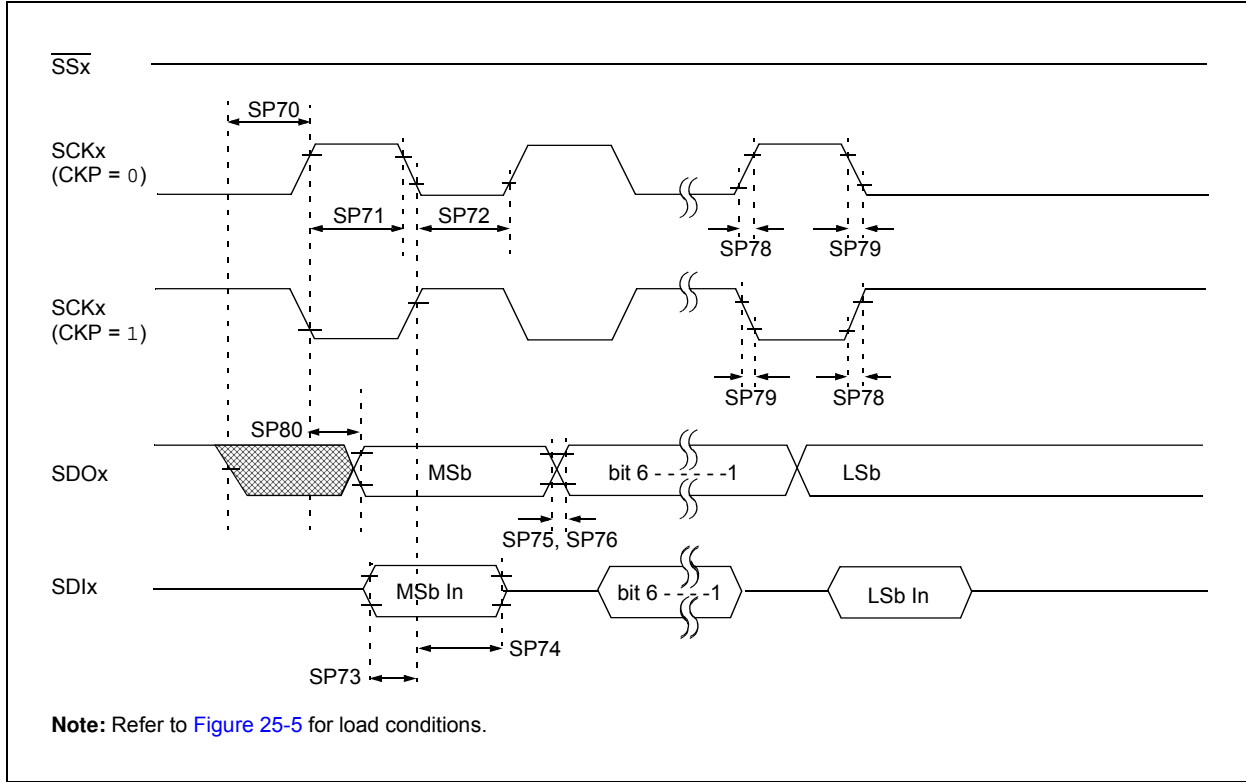 SSx
SP70
SCKx
(CKP = 0)
SP71
SP72
SP78
SP79
SCKx
(CKP = 1)
SP79
SP78
SP80
SDOx
MSb
bit 6 - - - - - -1
LSb
SP75, SP76
SDIx
MSb In
bit 6 - - - -1
LSb In
SP74
SP73
Note: Refer to Figure 25-5 for load conditions.